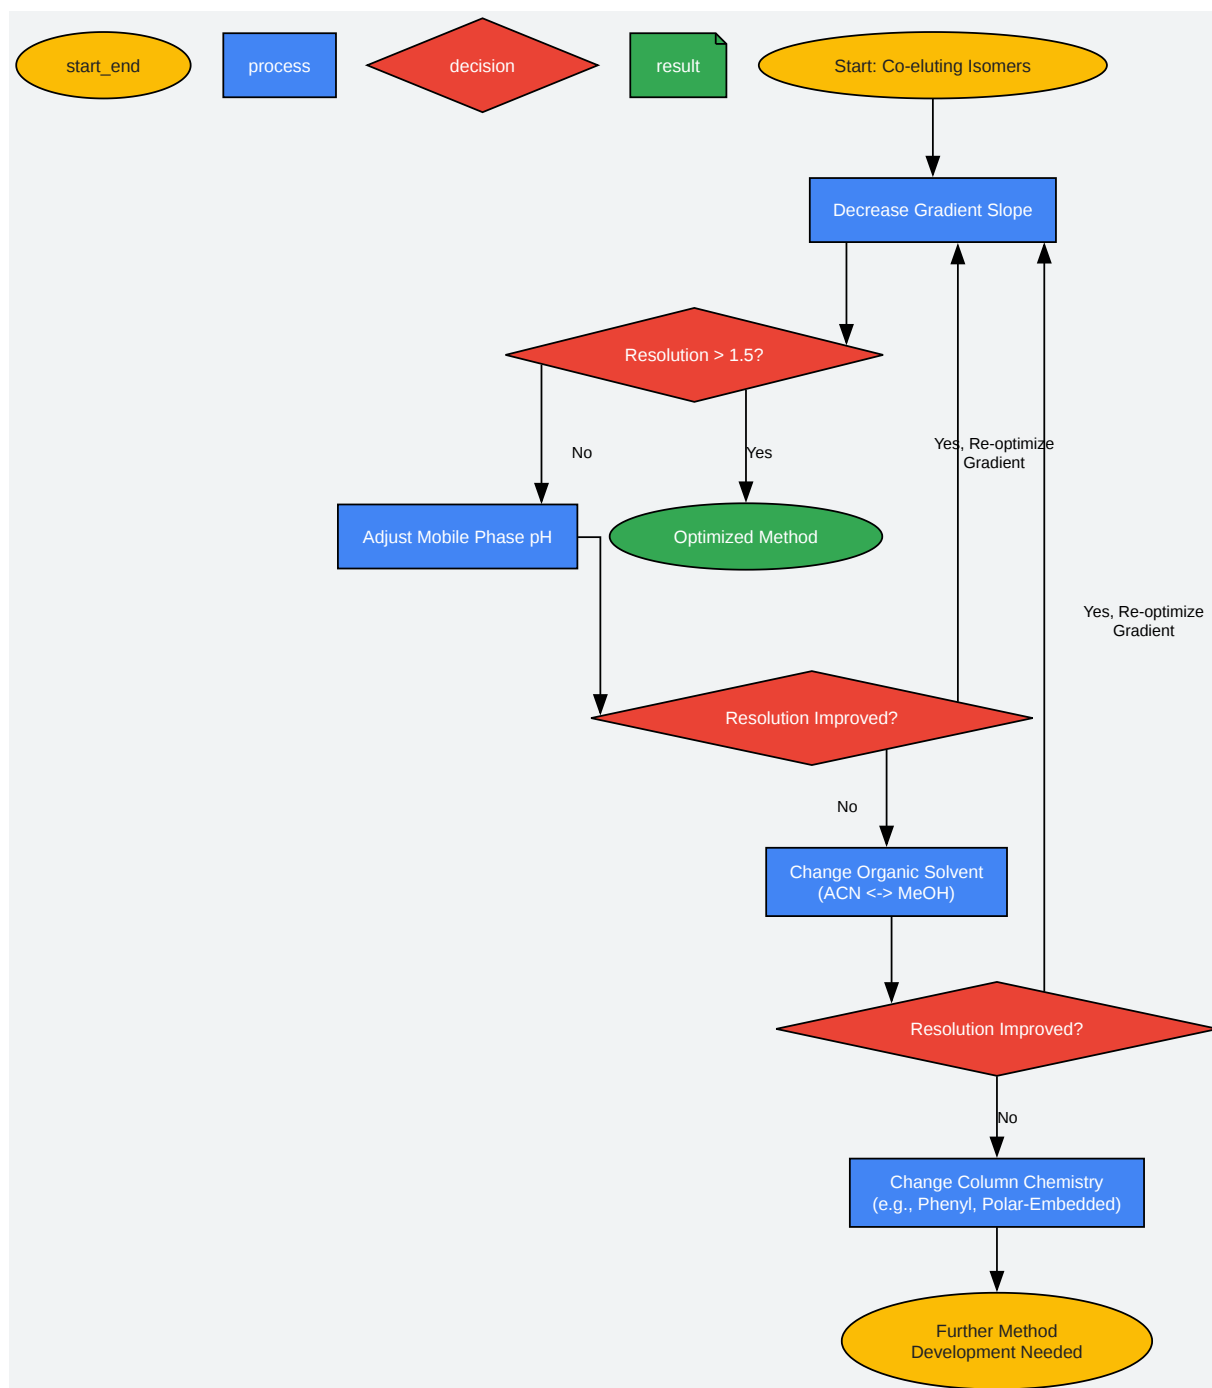 start_end
process
decision
result
Start: Co-eluting Isomers
Decrease Gradient Slope
Resolution > 1.5?
No
Yes
Yes, Re-optimize
Gradient
Adjust Mobile Phase pH
Optimized Method
Yes, Re-optimize
Gradient
Resolution Improved?
No
Change Organic Solvent
(ACN <-> MeOH)
Resolution Improved?
No
Change Column Chemistry
(e.g., Phenyl, Polar-Embedded)
Further Method
Development Needed